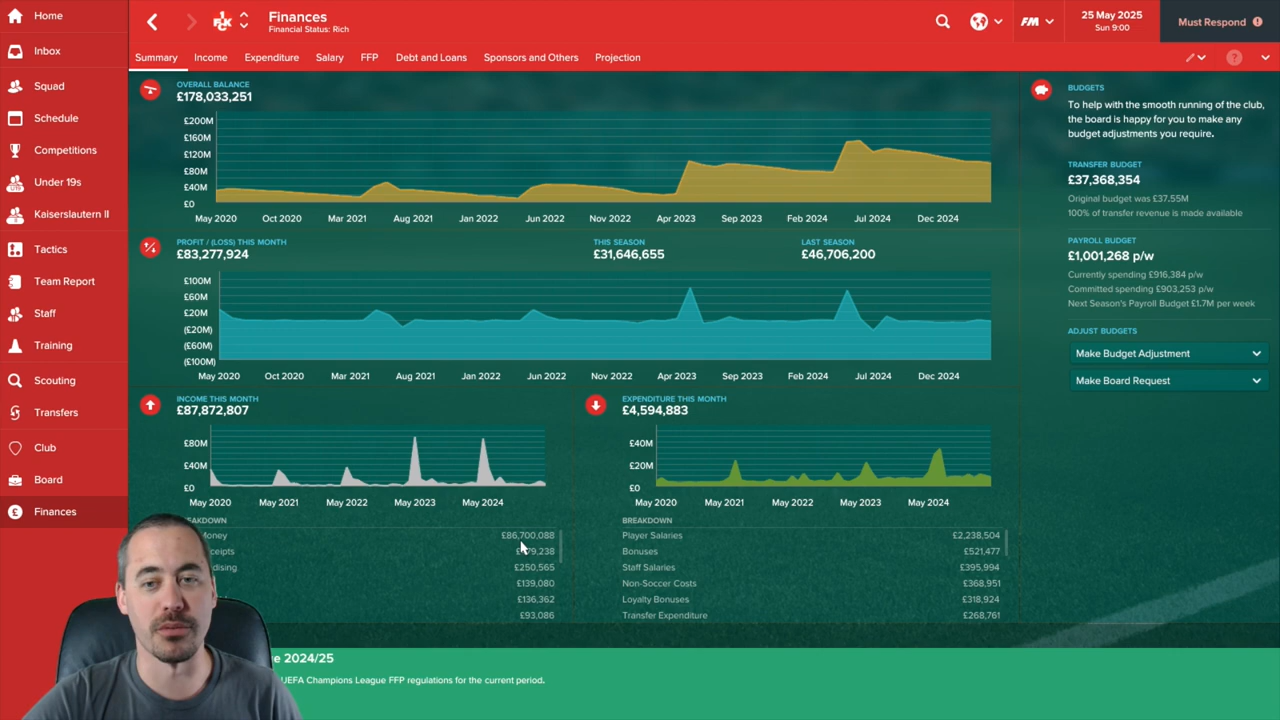 Home
Inbox
Squad
Schedule
Competitions
Under 19s
Kaiserslautern II
Tactics
Team Report
Staff
Training
Scouting
Transfers
Club
Board
Finances
Finances
Financial Status: Rich
FM
25 May 2025
Sun 9:00
Must Respond
Summary Income Expenditure Salary FFP Debt and Loans Sponsors and Others Projection
OVERALL BALANCE
£178,033,251
£200M
£160M
£120M
£80M
£40M
£0
May 2020 Oct 2020 Mar 2021 Aug 2021 Jan 2022 Jun 2022 Nov 2022 Apr 2023 Sep 2023 Feb 2024 Jul 2024 Dec 2024
PROFIT / (LOSS) THIS MONTH
£83,277,924
THIS SEASON
£31,646,655
LAST SEASON
£46,706,200
£100M
£60M
£20M
(£20M)
(£60M)
(£100M)
May 2020 Oct 2020 Mar 2021 Aug 2021 Jan 2022 Jun 2022 Nov 2022 Apr 2023 Sep 2023 Feb 2024 Jul 2024 Dec 2024
INCOME THIS MONTH
£87,872,807
£80M
£40M
£0
May 2020 May 2021 May 2022 May 2023 May 2024
KDOWN
Money £86,700,088
ceipts 9,238
dising £250,565
£139,080
£136,362
£93,086
EXPENDITURE THIS MONTH
£4,594,883
£40M
£20M
£0
May 2020 May 2021 May 2022 May 2023 May 2024
BREAKDOWN
Player Salaries £2,238,504
Bonuses £521,477
Staff Salaries £395,994
Non-Soccer Costs £368,951
Loyalty Bonuses £318,924
Transfer Expenditure £268,761
BUDGETS
To help with the smooth running of the club,
the board is happy for you to make any
budget adjustments you require.
TRANSFER BUDGET
£37,368,354
Original budget was £37.55M
100% of transfer revenue is made available
PAYROLL BUDGET
£1,001,268 p/w
Currently spending £916,384 p/w
Committed spending £903,253 p/w
Next Season's Payroll Budget £1.7M per week
ADJUST BUDGETS
Make Budget Adjustment
Make Board Request
e 2024/25
UEFA Champions League FFP regulations for the current period.